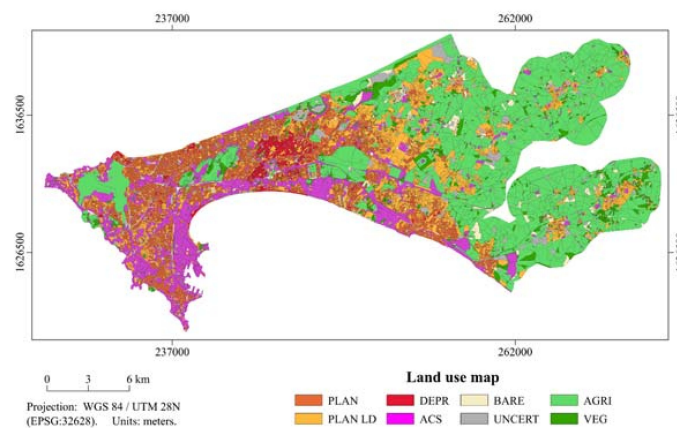 237000 262000
1636500
1626500
237000 262000
0 3 6 km
Land use map
PLAN DEPR BARE AGRI
PLAN LD ACS UNCERT VEG
Projection: WGS 84 / UTM 28N
(EPSG:32628). Units: meters.